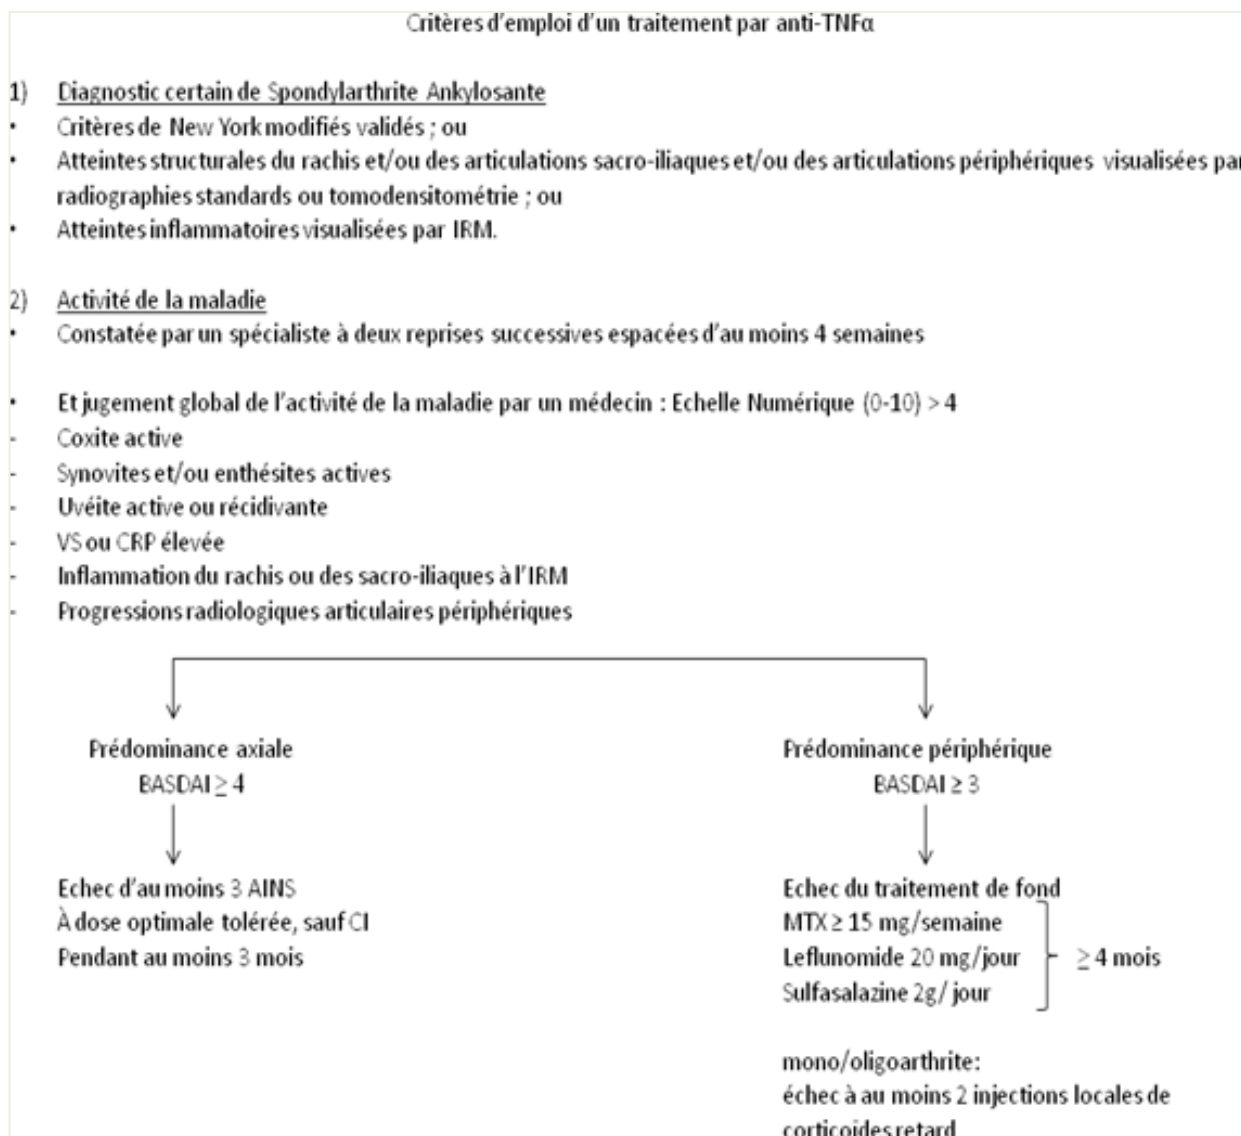 Critères d'emploi d'un traitement par anti-TNFα
1) Diagnostic certain de Spondylarthrite Ankylosante
• Critères de New York modifiés validés ; ou
• Atteintes structurales du rachis et/ou des articulations sacro-iliaques et/ou des articulations périphériques visualisées par
radiographies standards ou tomodensitométrie ; ou
• Atteintes inflammatoires visualisées par IRM.
2) Activité de la maladie
• Constatée par un spécialiste à deux reprises successives espacées d'au moins 4 semaines
• Et jugement global de l'activité de la maladie par un médecin : Echelle Numérique (0-10) > 4
- Coxite active
- Synovites et/ou enthésites actives
- Uvéite active ou récidivante
- VS ou CRP élevée
- Inflammation du rachis ou des sacro-iliaques à l'IRM
- Progressions radiologiques articulaires périphériques
Prédominance axiale
BASDAI ≥ 4
Echec d'au moins 3 AINS
À dose optimale tolérée, sauf CI
Pendant au moins 3 mois
Prédominance périphérique
BASDAI ≥ 3
Echec du traitement de fond
MTX ≥ 15 mg/semaine
Leflunomide 20 mg/jour
Sulfasalazine 2g/ jour
≥ 4 mois
mono/oligoarthrite:
échec à au moins 2 injections locales de
corticoides retard